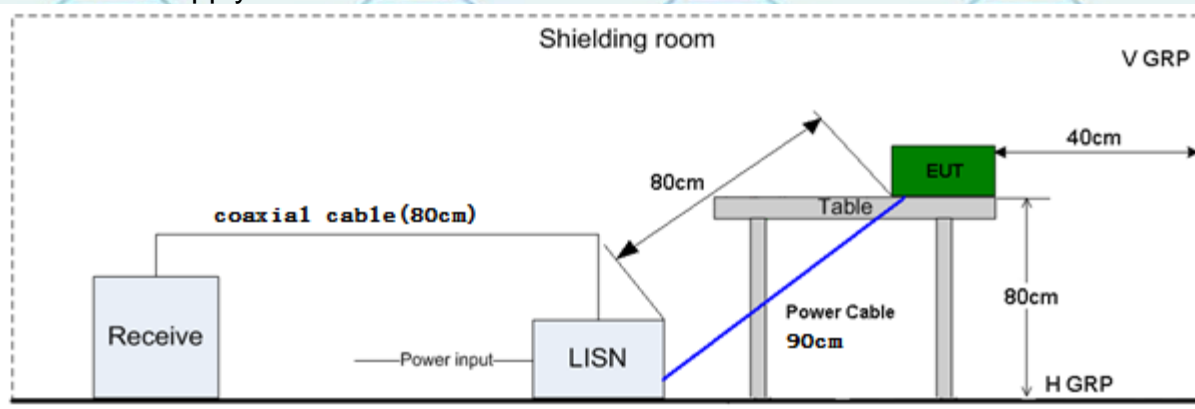 Shielding room
V GRP
40cm
EUT
80cm
Table
coaxial cable(80cm)
80cm
Power Cable
90cm
Receive
Power input
LISN
H GRP